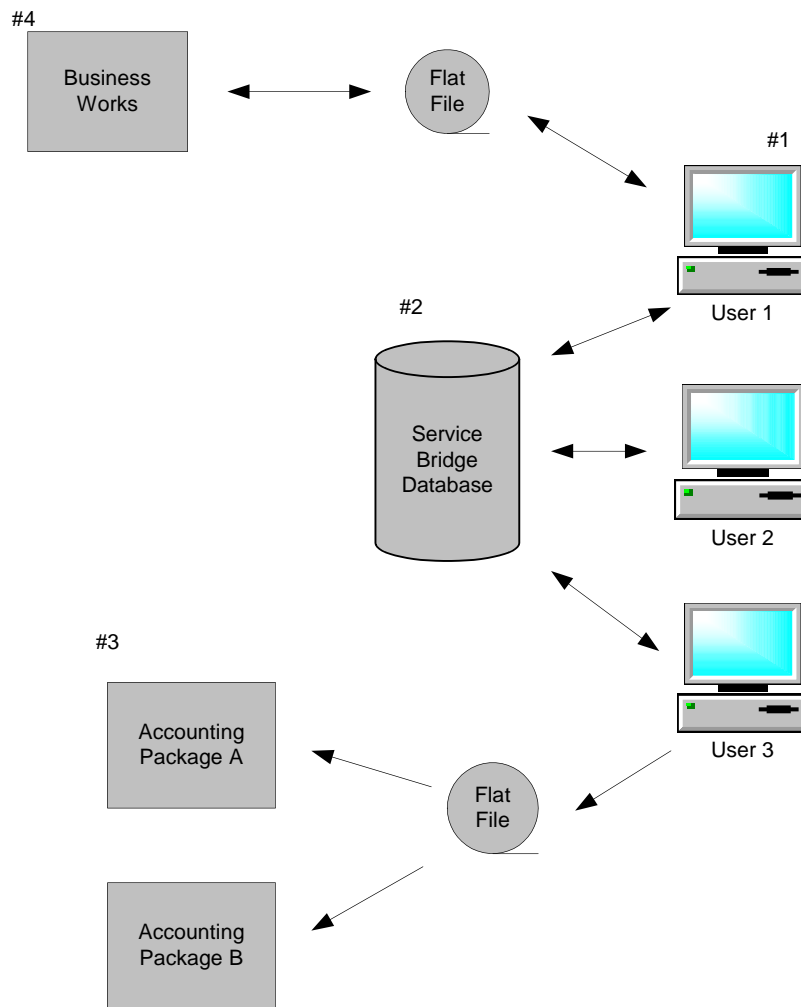 #4
Business
Works
Flat
File
#1
User 1
#2
Service
Bridge
Database
User 2
#3
User 3
Accounting
Package A
Flat
File
Accounting
Package B